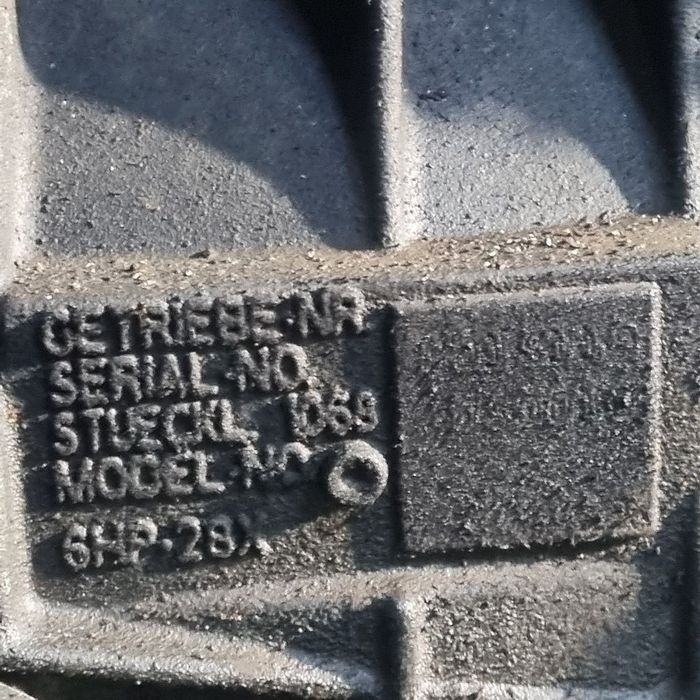 GETRIEBE-NR
SERIAL-NO.
STUECKL. 1069
MODEL-NO
6HP-28X